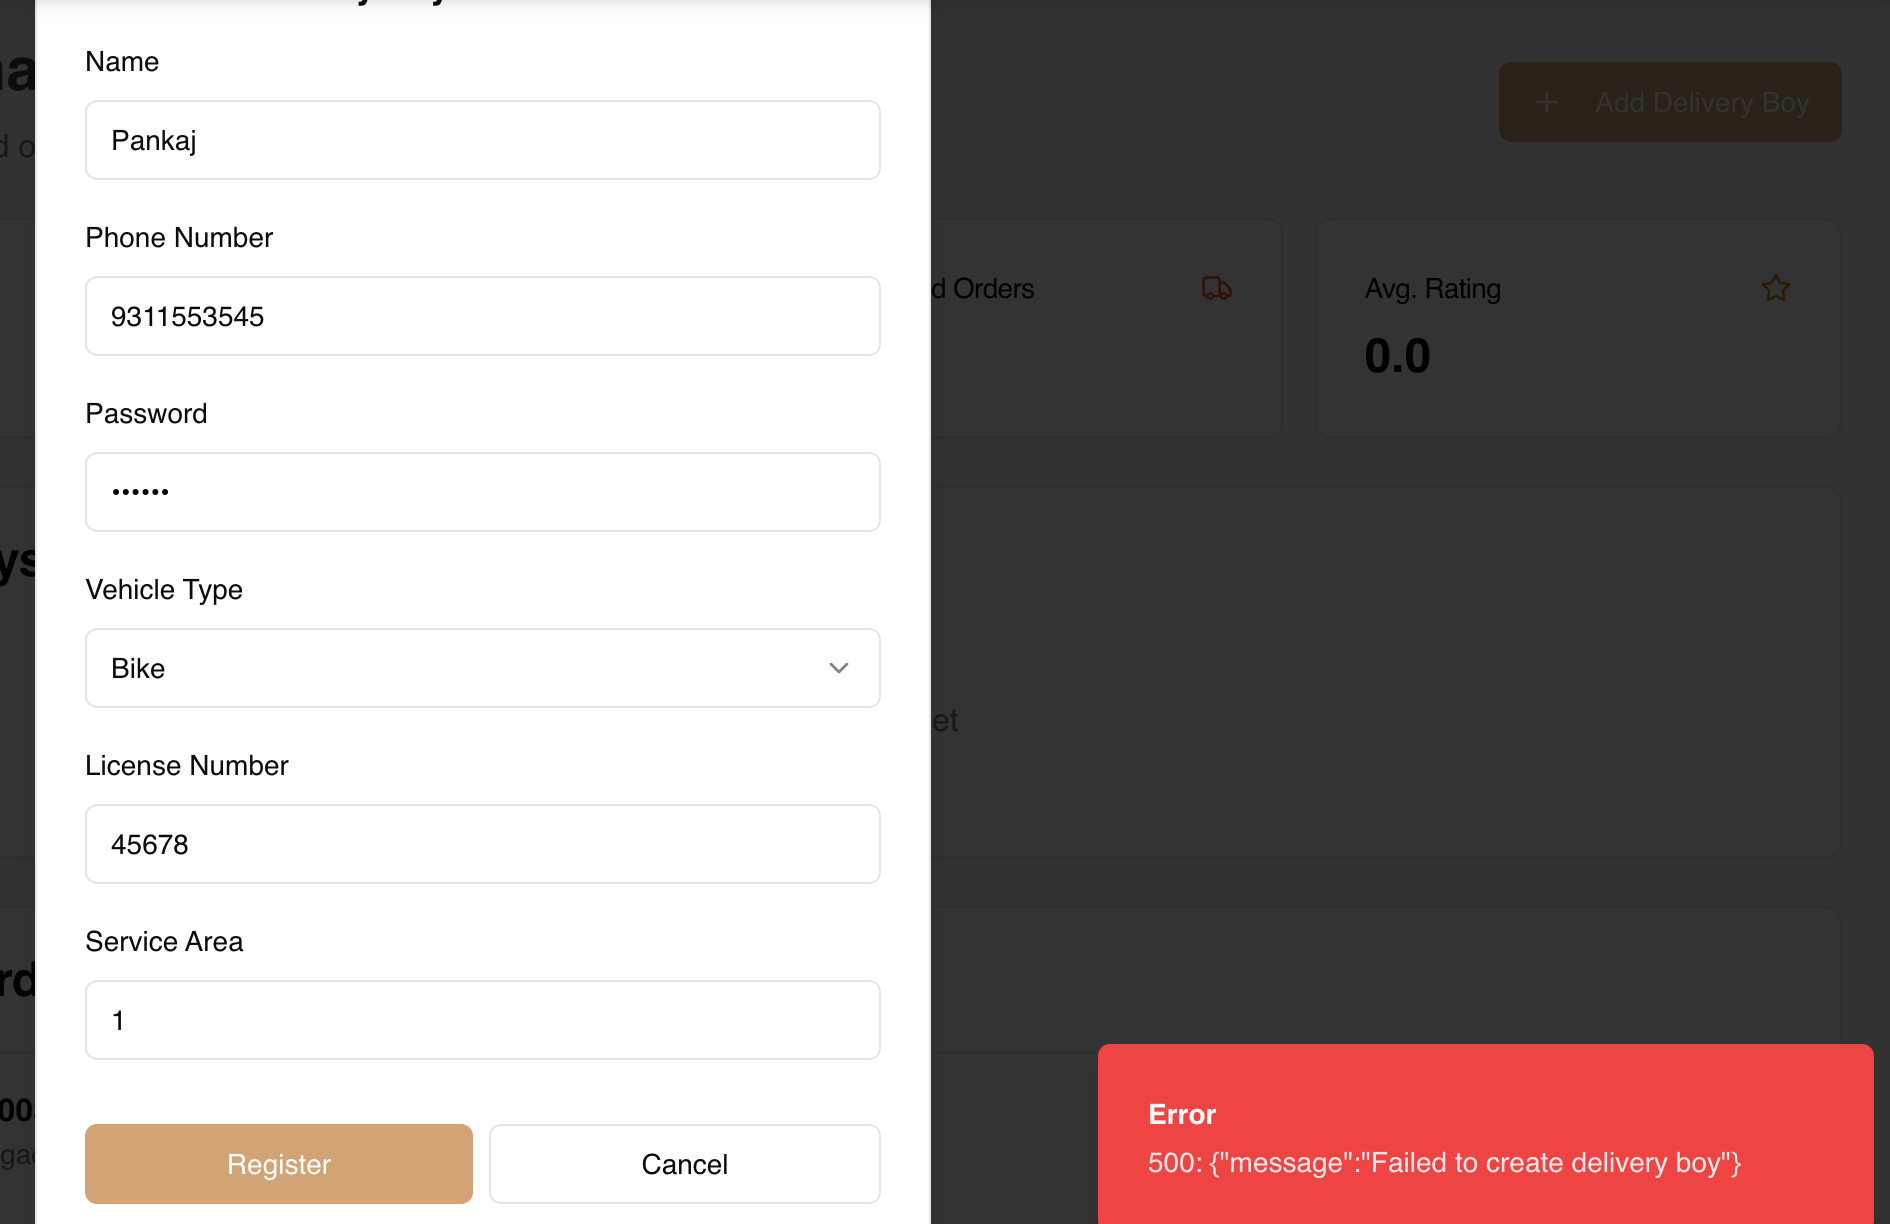 Name
Pankaj
Phone Number
9311553545
Password
••••••
Vehicle Type
Bike
License Number
45678
Service Area
1
Register
Cancel
+ Add Delivery Boy
d Orders
Avg. Rating
0.0
et
Error
500: {"message":"Failed to create delivery boy"}